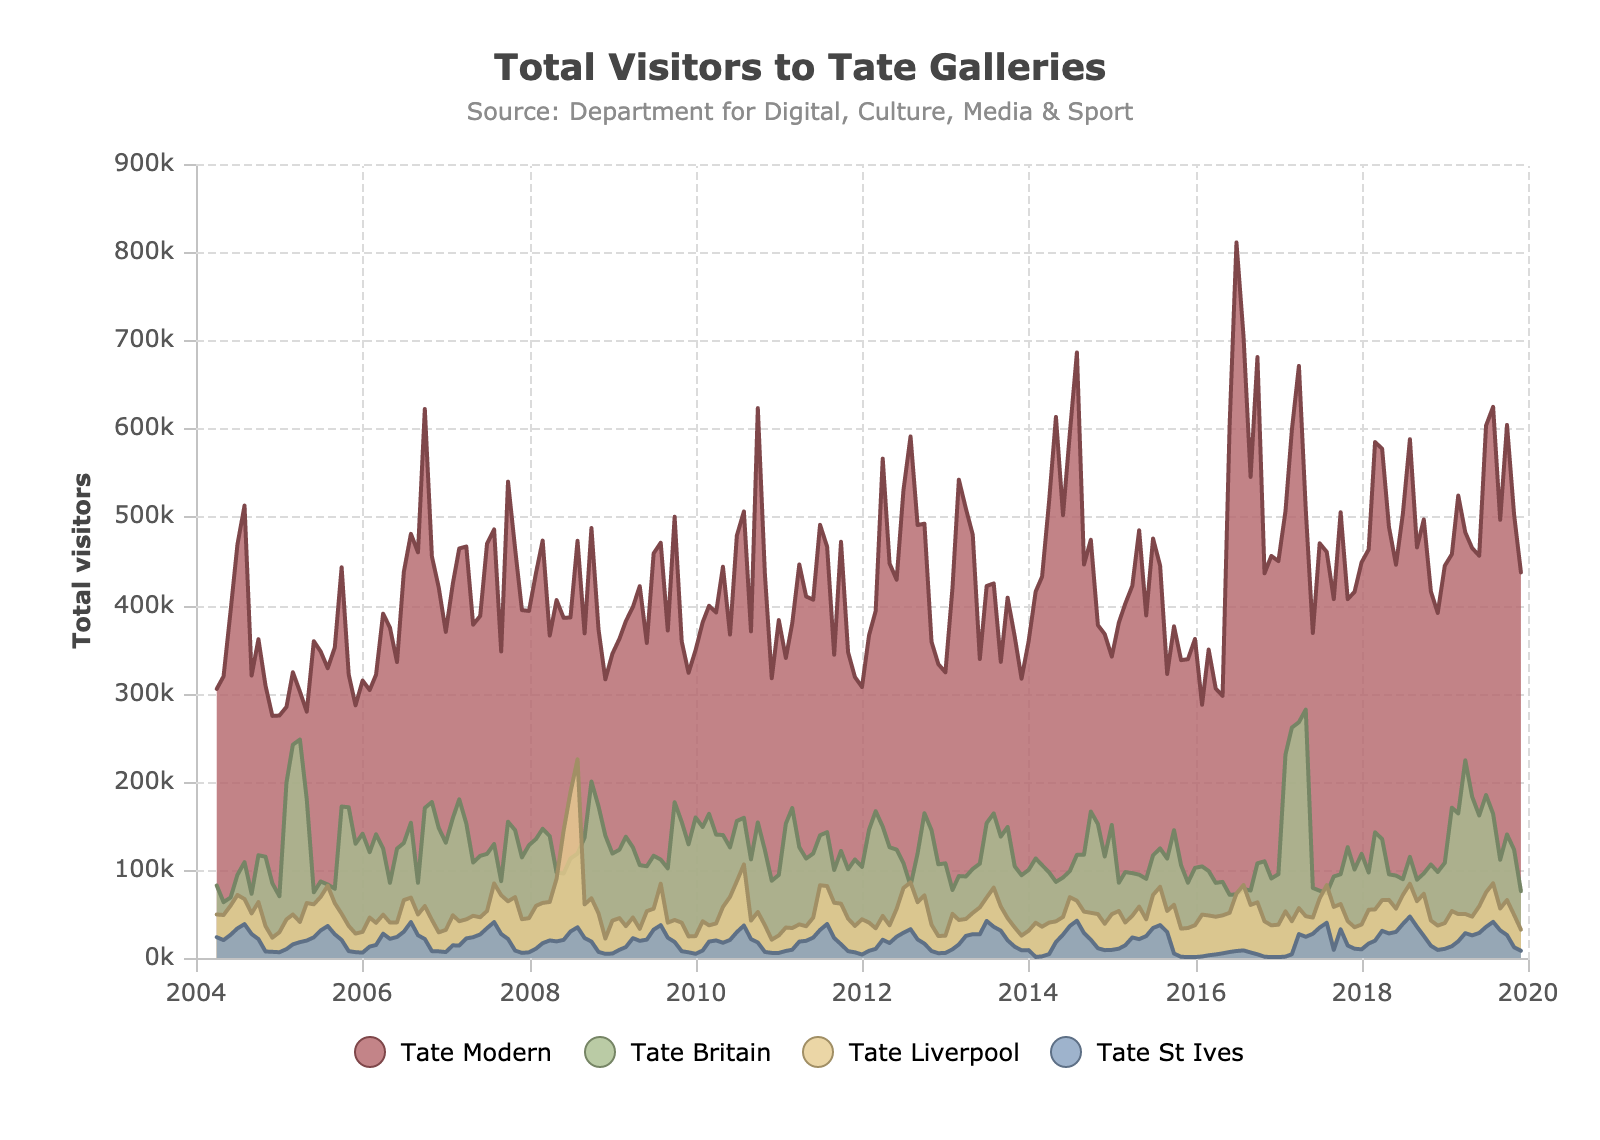 Total Visitors to Tate Galleries
Source: Department for Digital, Culture, Media & Sport
Total visitors
900k
800k
700k
600k
500k
400k
300k
200k
100k
0k
2004 2006 2008 2010 2012 2014 2016 2018 2020
Tate Modern Tate Britain Tate Liverpool Tate St Ives